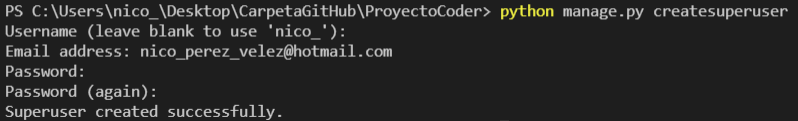 PS C:\Users\nico_\Desktop\CarpetaGitHub\ProyectoCoder> python manage.py createsuperuser
Username (leave blank to use 'nico_'):
Email address: nico_perez_velez@hotmail.com
Password:
Password (again):
Superuser created successfully.